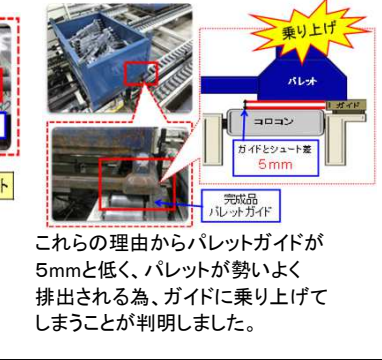 乗り上げ
パレット
ガイド
コロコン
ガイドとシュート差
5mm
ト
完成品
パレットガイド
これらの理由からパレットガイドが
5mmと低く、パレットが勢いよく
排出される為、ガイドに乗り上げて
しまうことが判明しました。